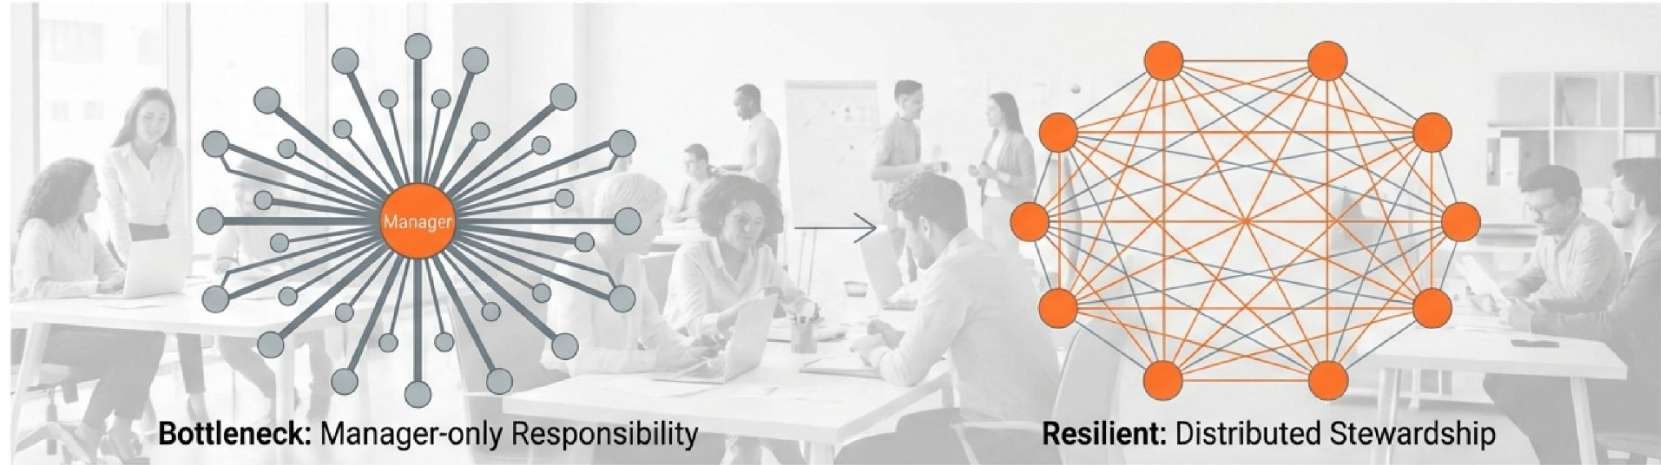 Manager
Bottleneck: Manager-only Responsibility
Resilient: Distributed Stewardship